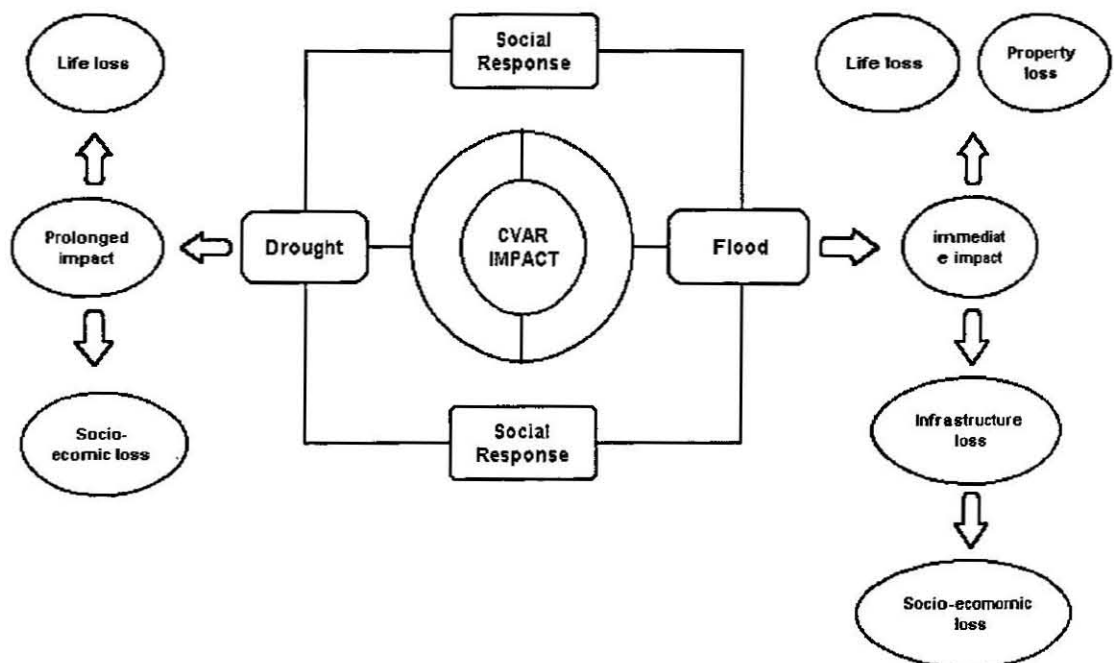 Life loss
Prolonged
impact
Socio-
ecomic loss
Drought
Social
Response
CVAR
IMPACT
Social
Response
Flood
Life loss
Property
loss
immediat
e impact
Infrastructure
loss
Socio-ecomornic
loss